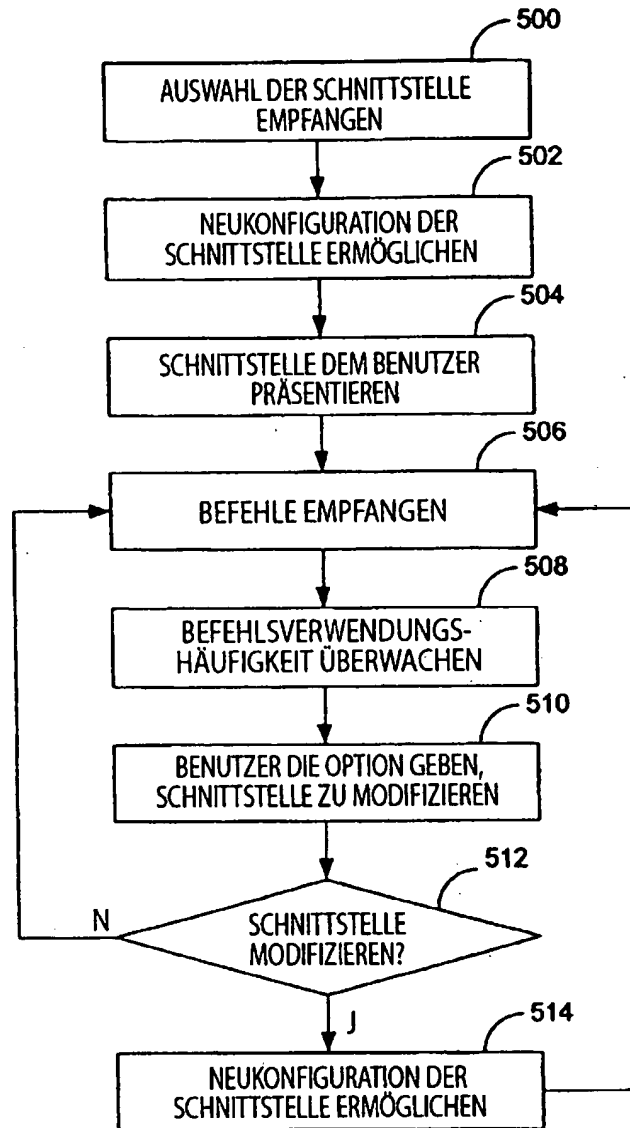 500
AUSWAHL DER SCHNITTSTELLE
EMPFANGEN
502
NEUKONFIGURATION DER
SCHNITTSTELLE ERMÖGLICHEN
504
SCHNITTSTELLE DEM BENUTZER
PRÄSENTIEREN
506
BEFEHLE EMPFANGEN
508
BEFEHLSVERWENDUNGS-
HÄUFIGKEIT ÜBERWACHEN
510
BENUTZER DIE OPTION GEBEN,
SCHNITTSTELLE ZU MODIFIZIEREN
512
SCHNITTSTELLE
MODIFIZIEREN?
N
J
514
NEUKONFIGURATION DER
SCHNITTSTELLE ERMÖGLICHEN